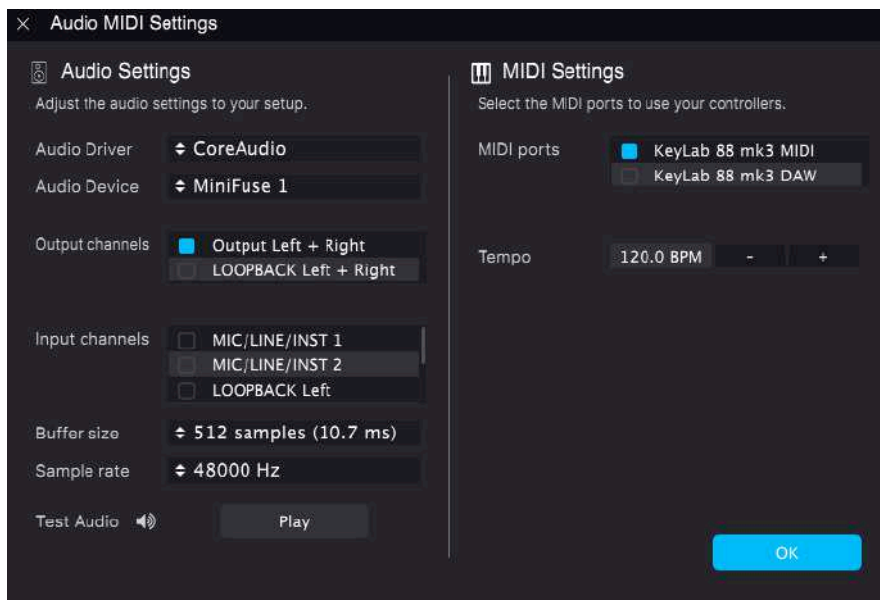 Audio MIDI Settings
Audio Settings
Adjust the audio settings to your setup.
Audio Driver
CoreAudio
Audio Device
MiniFuse 1
Output channels
Output Left + Right
LOOPBACK Left + Right
Input channels
MIC/LINE/INST 1
MIC/LINE/INST 2
LOOPBACK Left
Buffer size
512 samples (10.7 ms)
Sample rate
48000 Hz
Test Audio
Play
MIDI Settings
Select the MIDI ports to use your controllers.
MIDI ports
KeyLab 88 mk3 MIDI
KeyLab 88 mk3 DAW
Tempo
120.0 BPM
-
+
OK